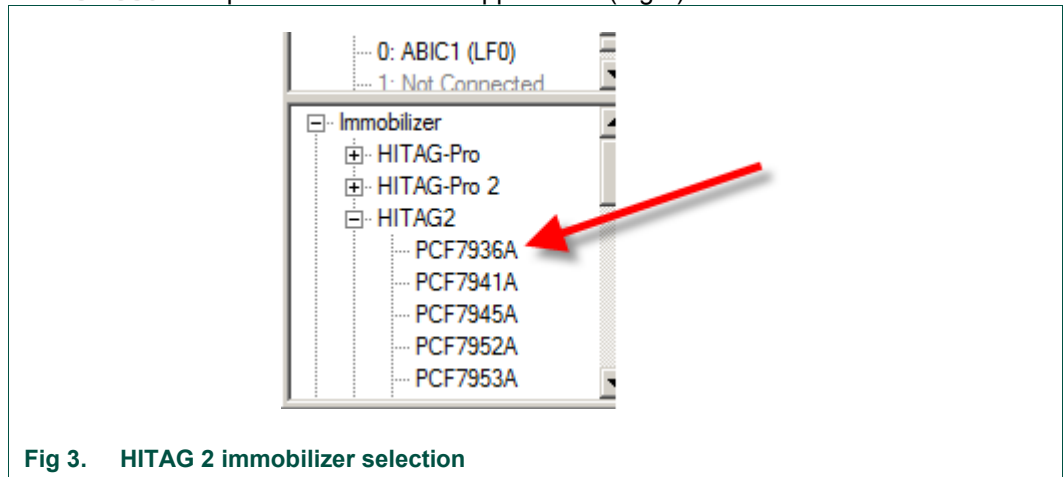 0: ABIC1 (LF0)
1: Not Connected
Immobilizer
HITAG-Pro
HITAG-Pro 2
HITAG2
PCF7936A
PCF7941A
PCF7945A
PCF7952A
PCF7953A
Fig 3. HITAG 2 immobilizer selection